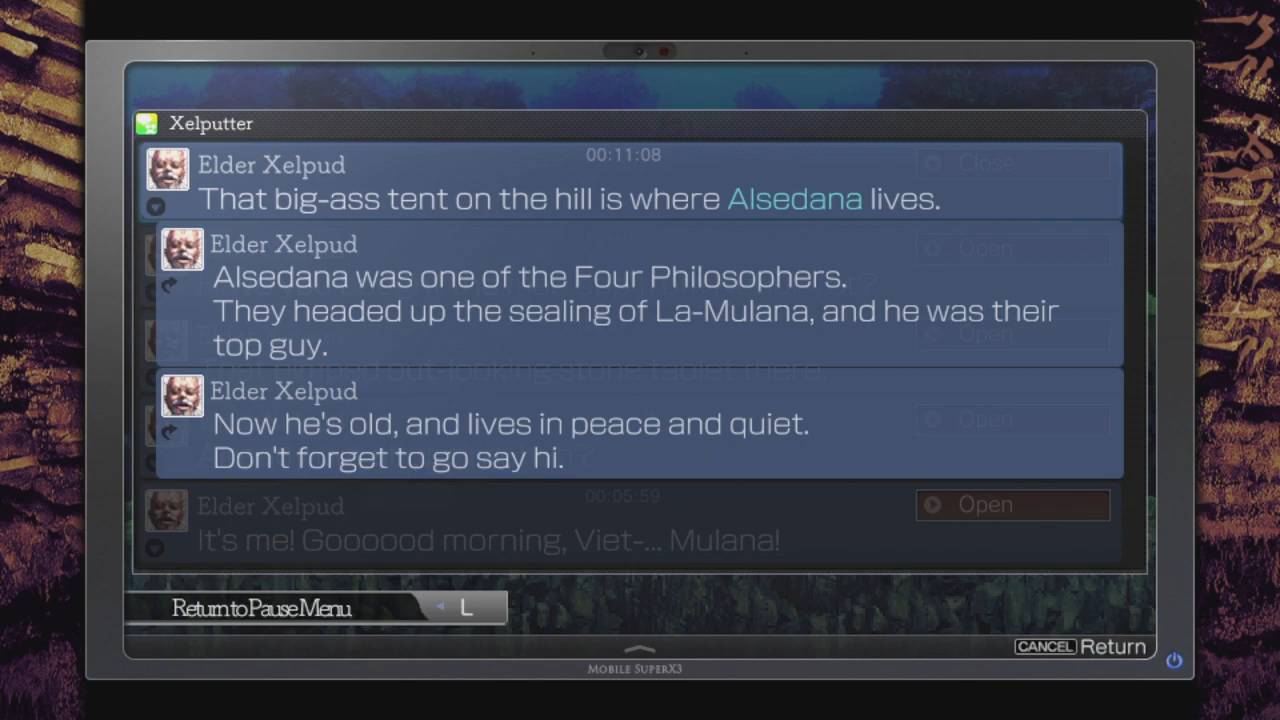 Xelputter
Elder Xelpud
00:11:08
Close
That big-ass tent on the hill is where Alsedana lives.
Elder Xelpud
Open
Alsedana was one of the Four Philosophers.
They headed up the sealing of La-Mulana, and he was their
Open
top guy.
Elder Xelpud
Now he's old, and lives in peace and quiet.
Open
Don't forget to go say hi.
00:05:59
Elder Xelpud
Open
It's me! Goooood morning, Viet-... Mulana!
Return to Pause Menu
L
CANCEL Return
MOBILE SUPERX3